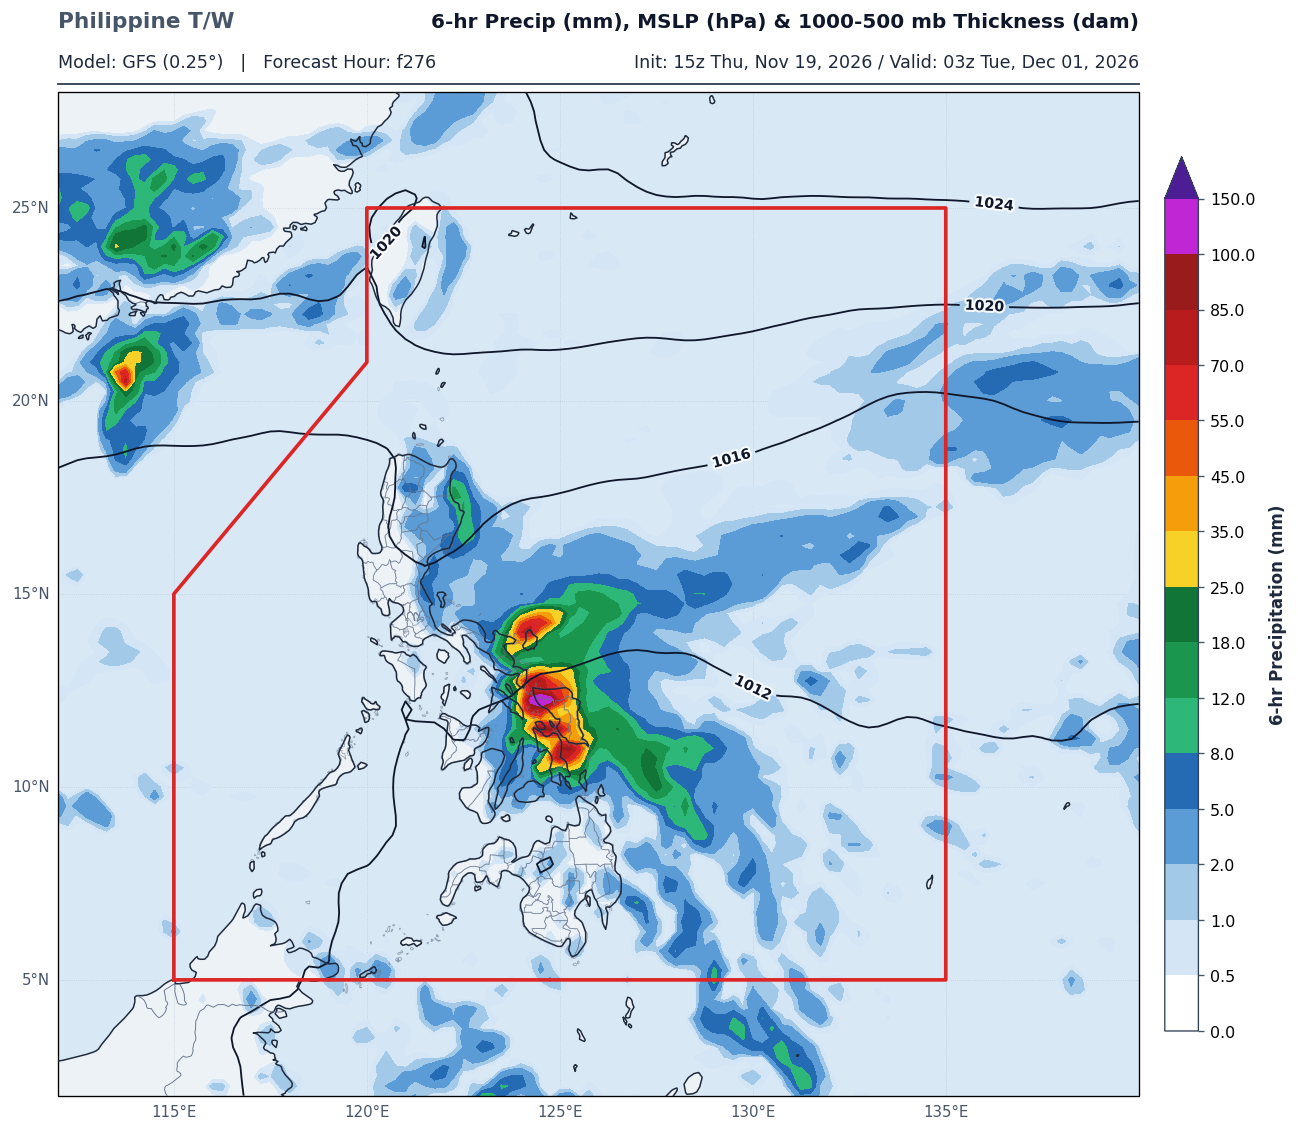 Philippine T/W
6-hr Precip (mm), MSLP (hPa) & 1000-500 mb Thickness (dam)
Model: GFS (0.25°)   |   Forecast Hour: f276
Init: 15z Thu, Nov 19, 2026 / Valid: 03z Tue, Dec 01, 2026
25°N
20°N
15°N
10°N
5°N
115°E
120°E
125°E
130°E
135°E
1024
1020
1020
1016
1012
150.0
100.0
85.0
70.0
55.0
45.0
35.0
25.0
18.0
12.0
8.0
5.0
2.0
1.0
0.5
0.0
6-hr Precipitation (mm)